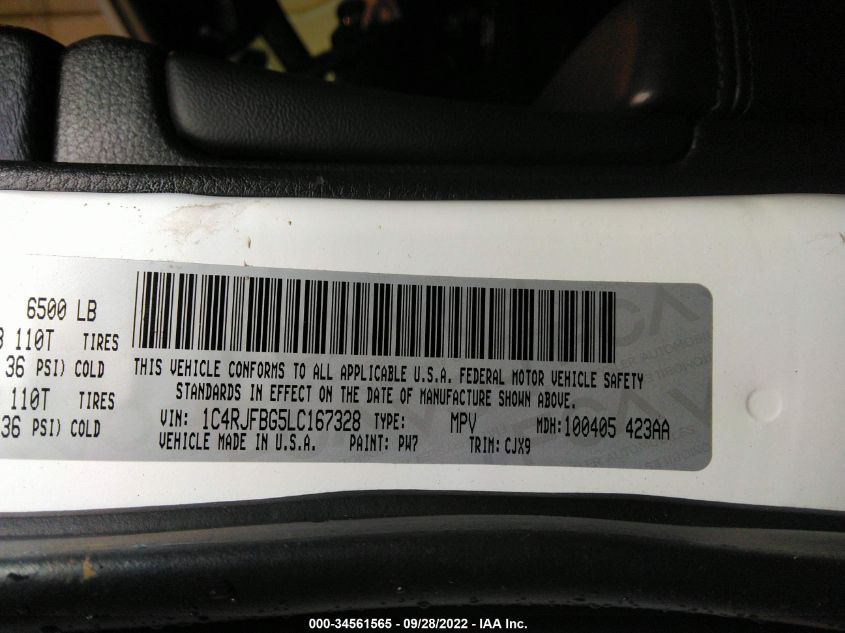 6500 LB
110T TIRES
36 PSI) COLD
110T TIRES
36 PSI) COLD
THIS VEHICLE CONFORMS TO ALL APPLICABLE U.S.A. FEDERAL MOTOR VEHICLE SAFETY
STANDARDS IN EFFECT ON THE DATE OF MANUFACTURE SHOWN ABOVE.
VIN: 1C4RJFBG5LC167328 TYPE: MPV MDH:100405 423AA
VEHICLE MADE IN U.S.A. PAINT: PW7 TRIM: CJX9
000-34561565 - 09/28/2022 - IAA Inc.